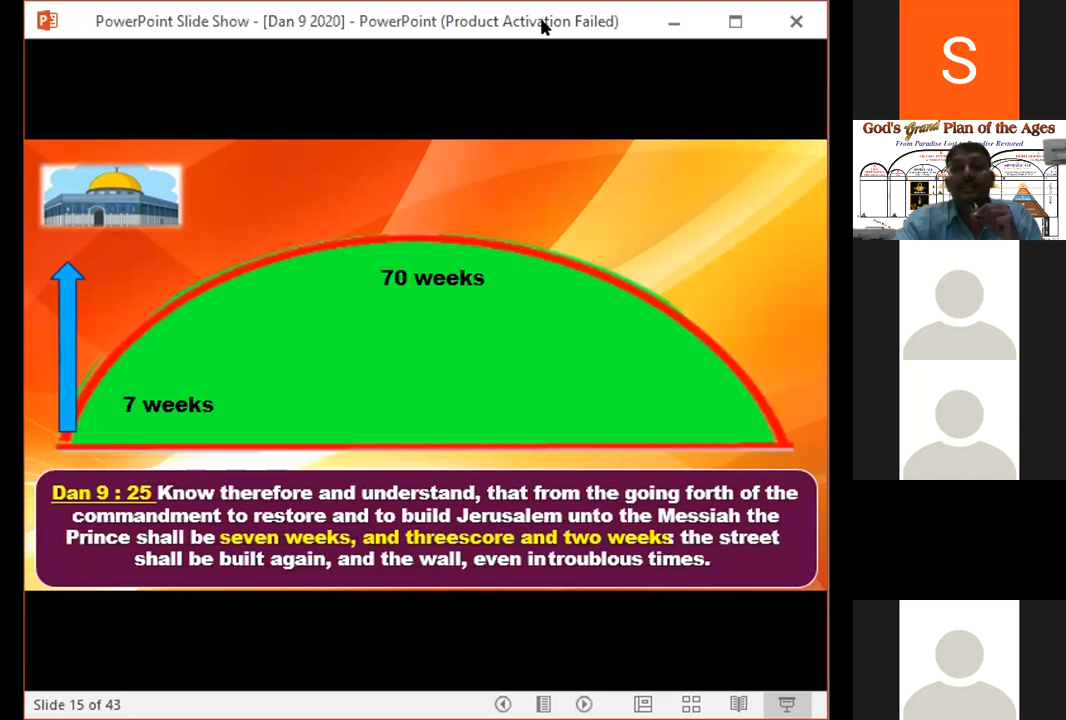 PowerPoint Slide Show - [Dan 9 2020] - PowerPoint (Product Activation Failed)
S
God's Grand Plan of the Ages
From Paradise Lost to Paradise Restored
70 weeks
7 weeks
Dan 9 : 25 Know therefore and understand, that from the going forth of the
commandment to restore and to build Jerusalem unto the Messiah the
Prince shall be seven weeks, and threescore and two weeks: the street
shall be built again, and the wall, even in troublous times.
Slide 15 of 43